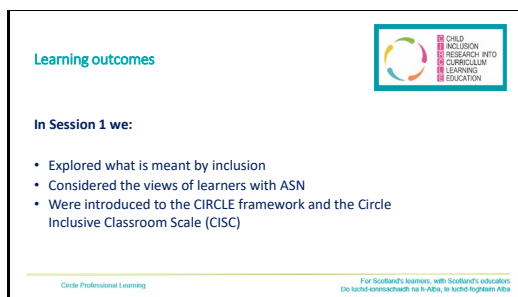 Learning outcomes
CHILD
INCLUSION
RESEARCH INTO
CURRICULUM
LEARNING
EDUCATION
In Session 1 we:
• Explored what is meant by inclusion
• Considered the views of learners with ASN
• Were introduced to the CIRCLE framework and the Circle
Inclusive Classroom Scale (CISC)
Circle Professional Learning
For Scotland's learners, with Scotland's educators
Do luchd-ionnsachaidh na h-Alba, le luchd-foghlaim Alba